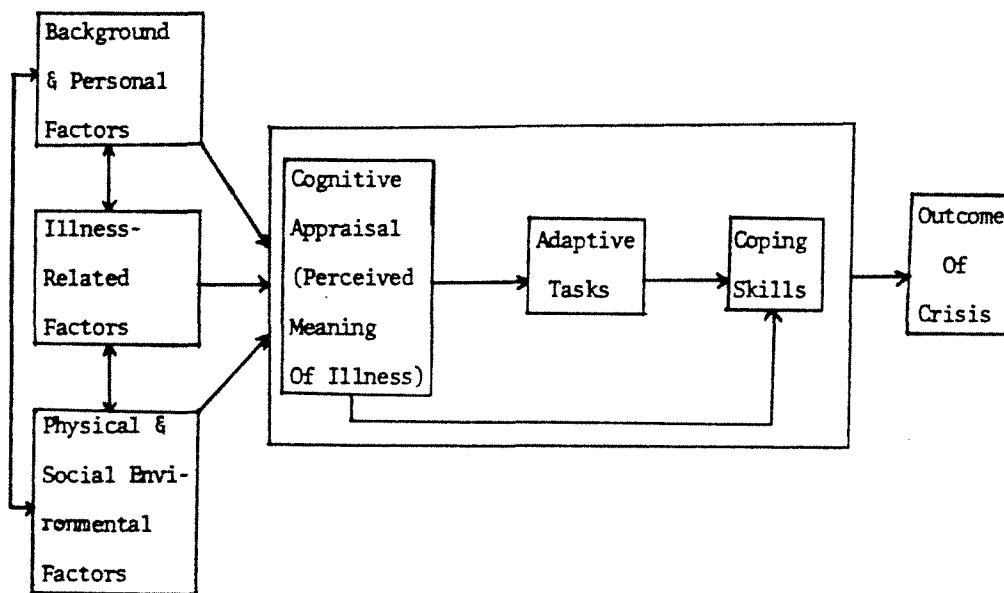 Background
& Personal
Factors
Illness-
Related
Factors
Physical &
Social Envi-
ronmental
Factors
Cognitive
Appraisal
(Perceived
Meaning
Of Illness)
Adaptive
Tasks
Coping
Skills
Outcome
Of
Crisis